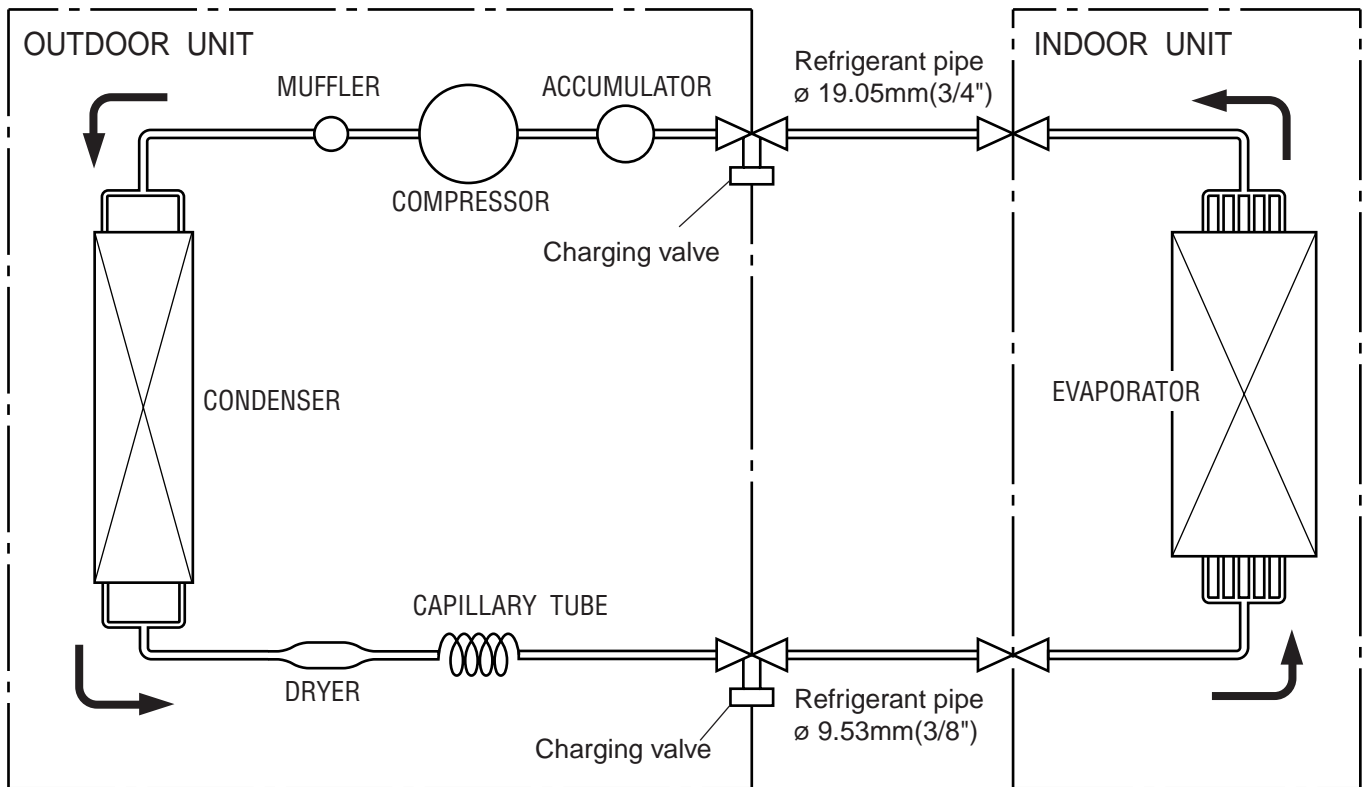 OUTDOOR UNIT
INDOOR UNIT
MUFFLER
ACCUMULATOR
Refrigerant pipe
ø 19.05mm(3/4")
COMPRESSOR
Charging valve
CONDENSER
EVAPORATOR
CAPILLARY TUBE
DRYER
Refrigerant pipe
ø 9.53mm(3/8")
Charging valve